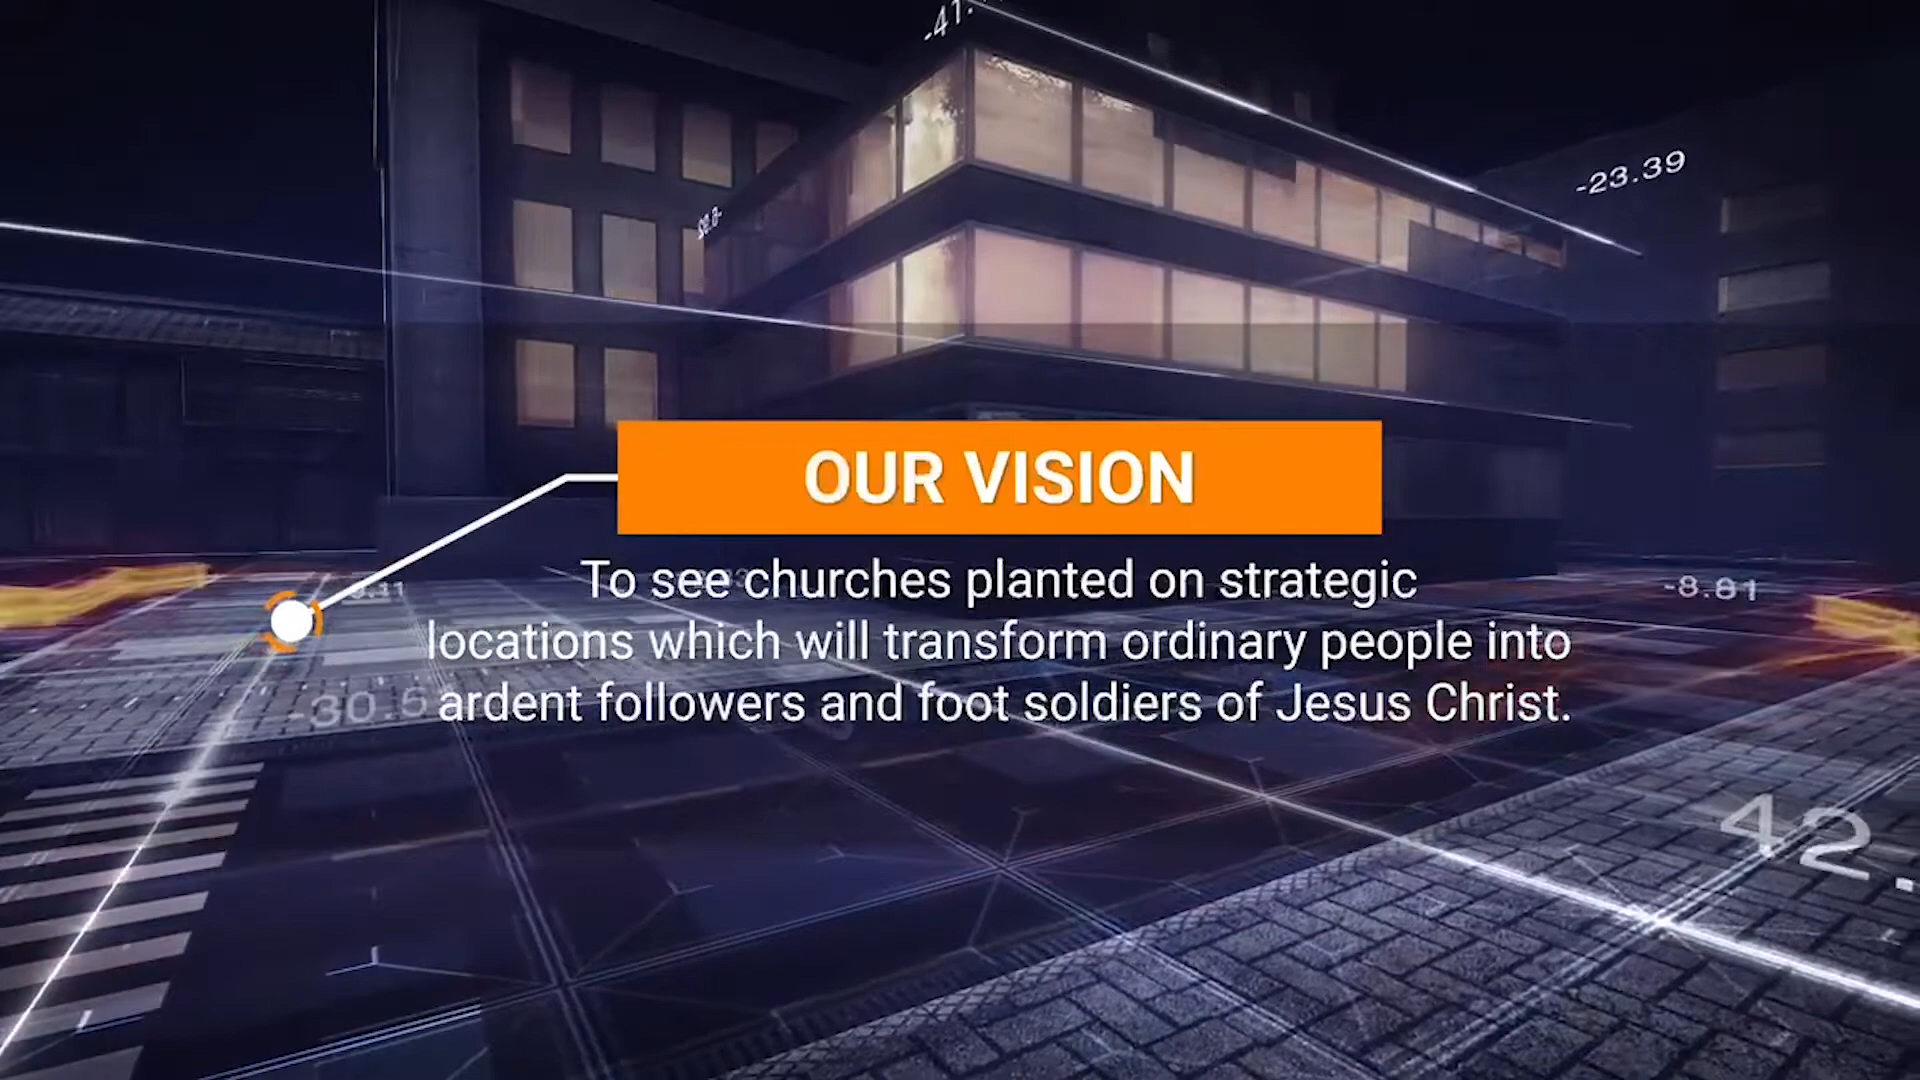 -23.39
OUR VISION
To see churches planted on strategic
locations which will transform ordinary people into
ardent followers and foot soldiers of Jesus Christ.
-8.81
42.